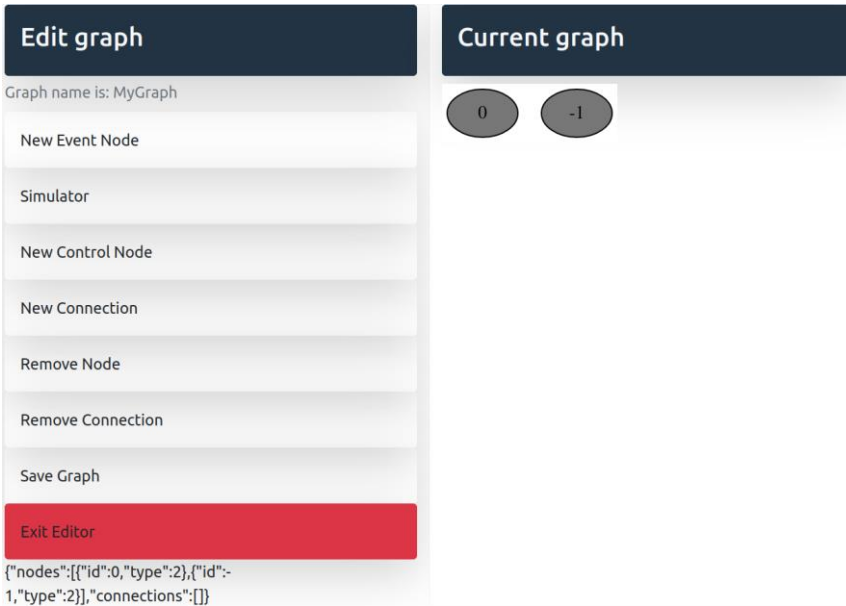 Edit graph
Graph name is: MyGraph
New Event Node
Simulator
New Control Node
New Connection
Remove Node
Remove Connection
Save Graph
Exit Editor
{"nodes":[{"id":0,"type":2},{"id":-
1,"type":2}],"connections":[]}
Current graph
0
-1